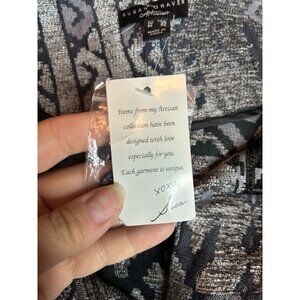 SUSAN GRAVER
Artisan
Items from my Artisan
collection have been
designed with love
especially for you.
Each garment is unique.
XOXO,
Susan